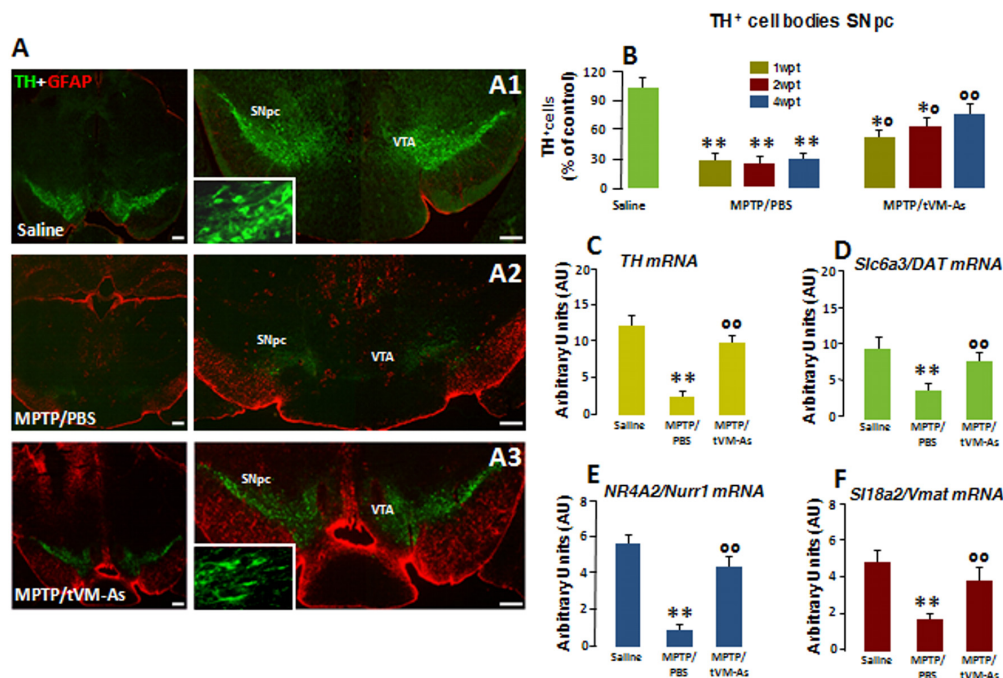 TH⁺ cell bodies SNpc
A
TH+GFAP
Saline
A1
SNpc
VTA
MPTP/PBS
A2
SNpc
VTA
MPTP/tVM-As
A3
SNpc
VTA
B
TH⁺cells
(% of control)
120
90
60
30
0
1wpt
2wpt
4wpt
** ** **
*o *o oo
Saline MPTP/PBS MPTP/tVM-As
C
TH mRNA
Arbitrary Units (AU)
20
15
10
5
0
**
oo
Saline MPTP/ MPTP/
PBS tVM-As
D
Slc6a3/DAT mRNA
Arbitrary Units (AU)
20
15
10
5
0
**
oo
Saline MPTP/ MPTP/
PBS tVM-As
E
NR4A2/Nurr1 mRNA
Arbitrary Units (AU)
8
6
4
2
0
**
oo
Saline MPTP/ MPTP/
PBS tVM-As
F
Sl18a2/Vmat mRNA
Arbitrary Units (AU)
8
6
4
2
0
**
oo
Saline MPTP/ MPTP/
PBS tVM-As